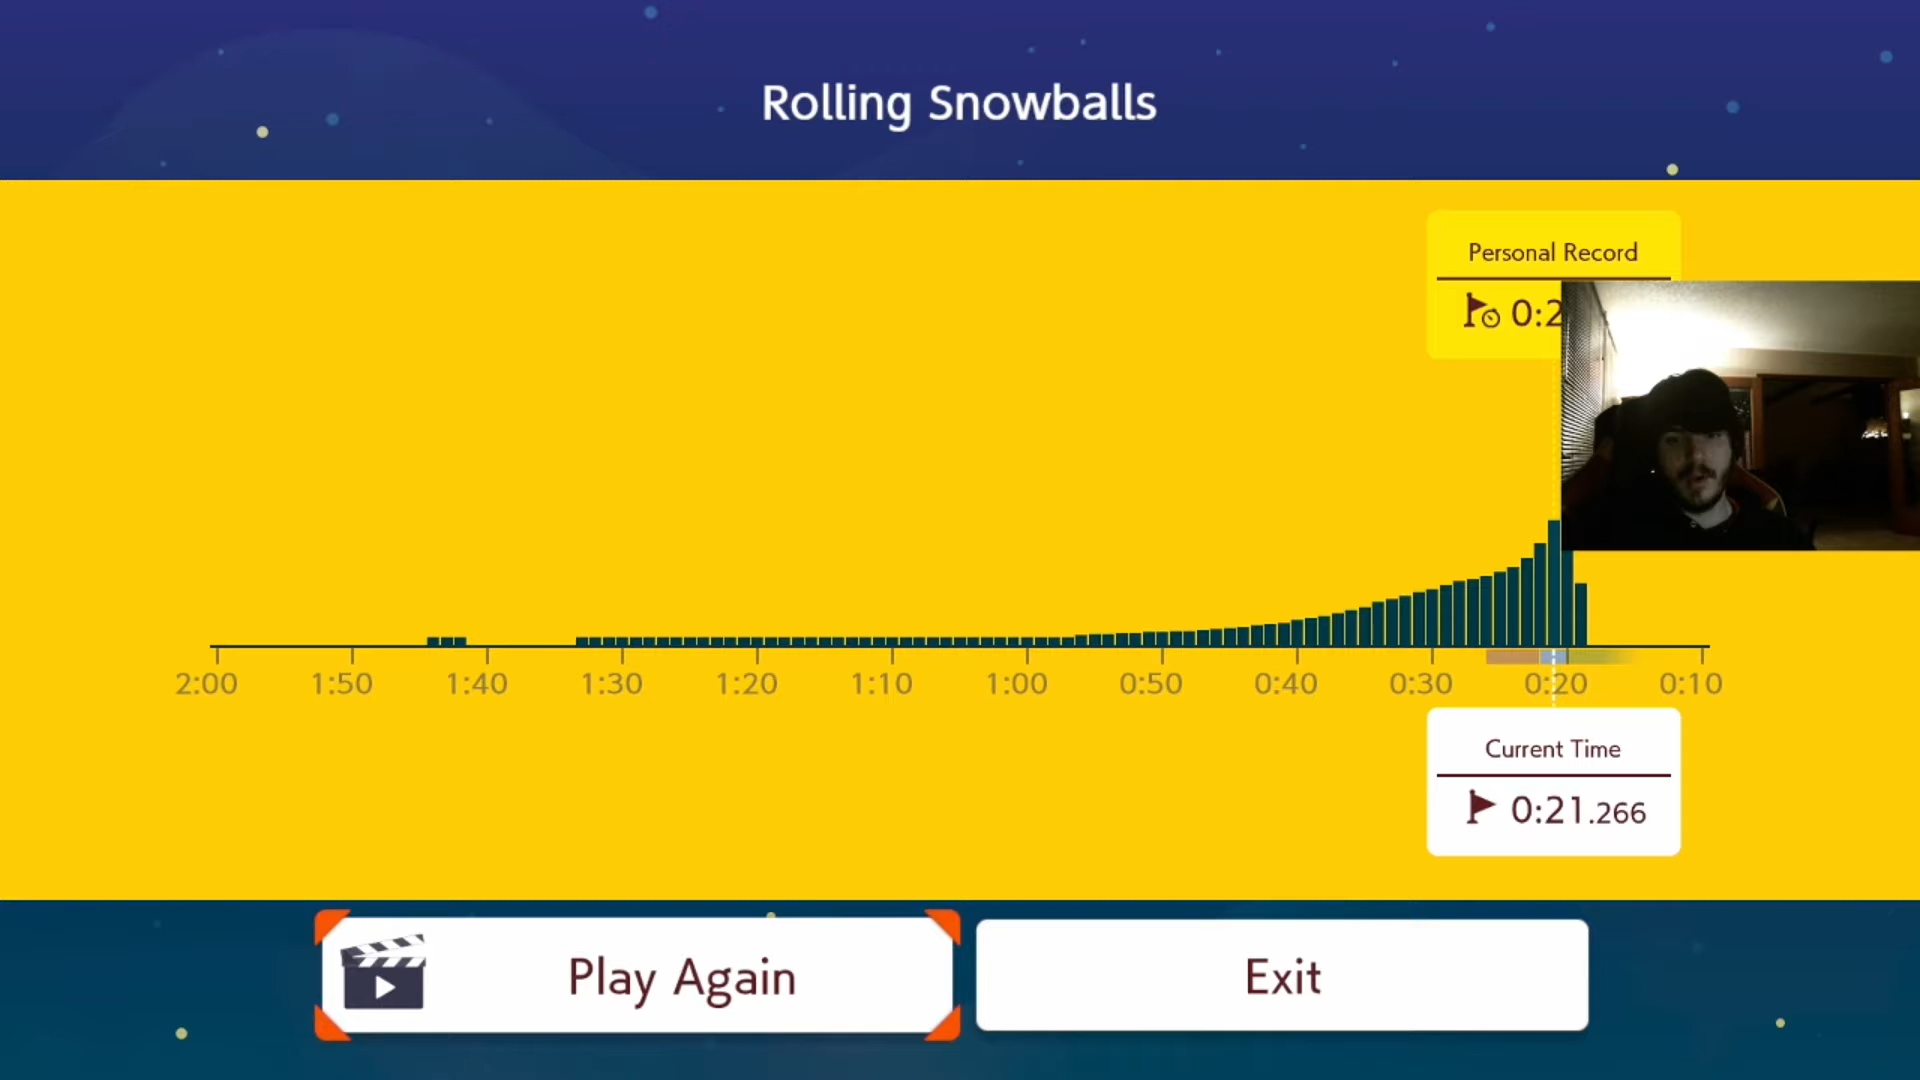 Rolling Snowballs
Personal Record
0:2
2:00 1:50 1:40 1:30 1:20 1:10 1:00 0:50 0:40 0:30 0:20 0:10
Current Time
0:21.266
Play Again
Exit